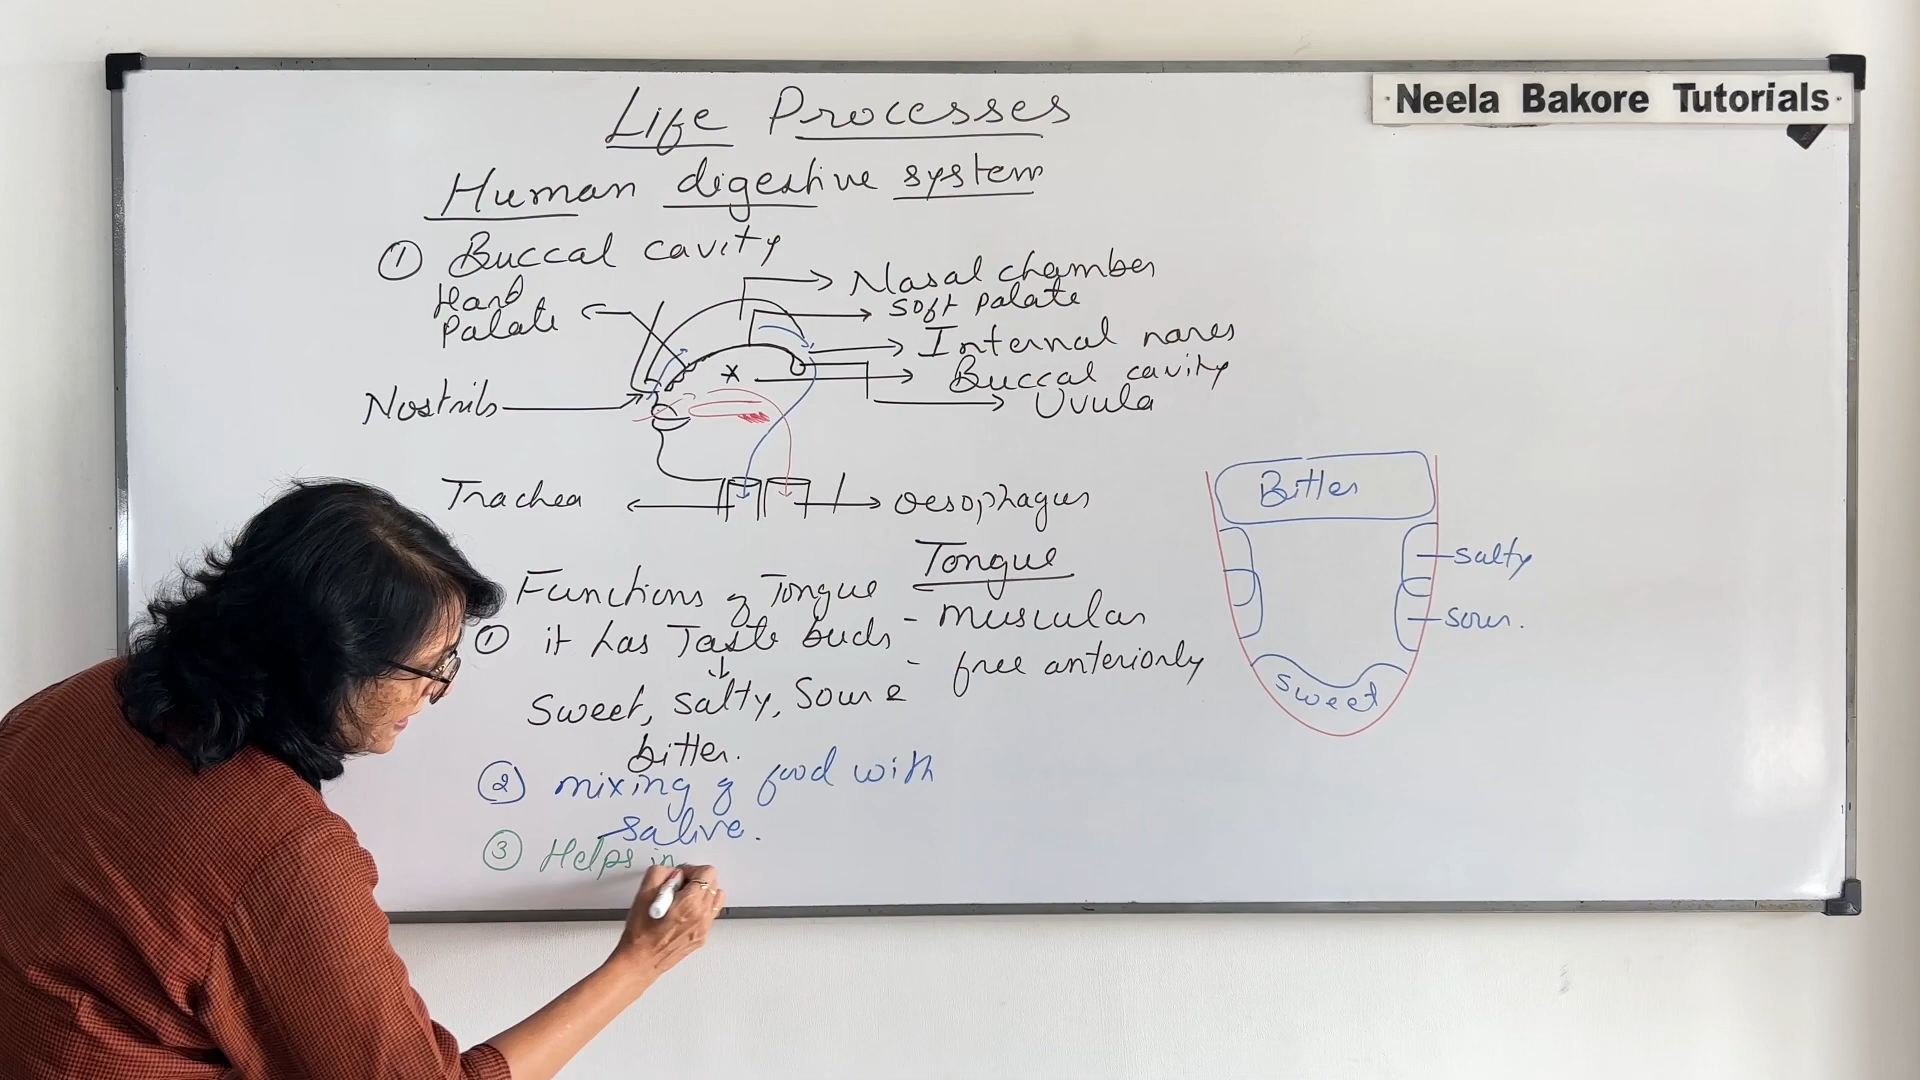 Neela Bakore Tutorials
Life Processes
Human digestive system
① Buccal cavity
Hard
Palate
Nasal chamber
Soft Palate
Internal nares
Buccal cavity
Uvula
Nostrils
Trachea
Oesophagus
Tongue
- muscular
- free anteriorly
Functions of Tongue
① it has Taste buds
Sweet, salty, Soure
bitter.
② mixing of food with
salive.
③ Helps in
Bitter
salty
sour.
sweet